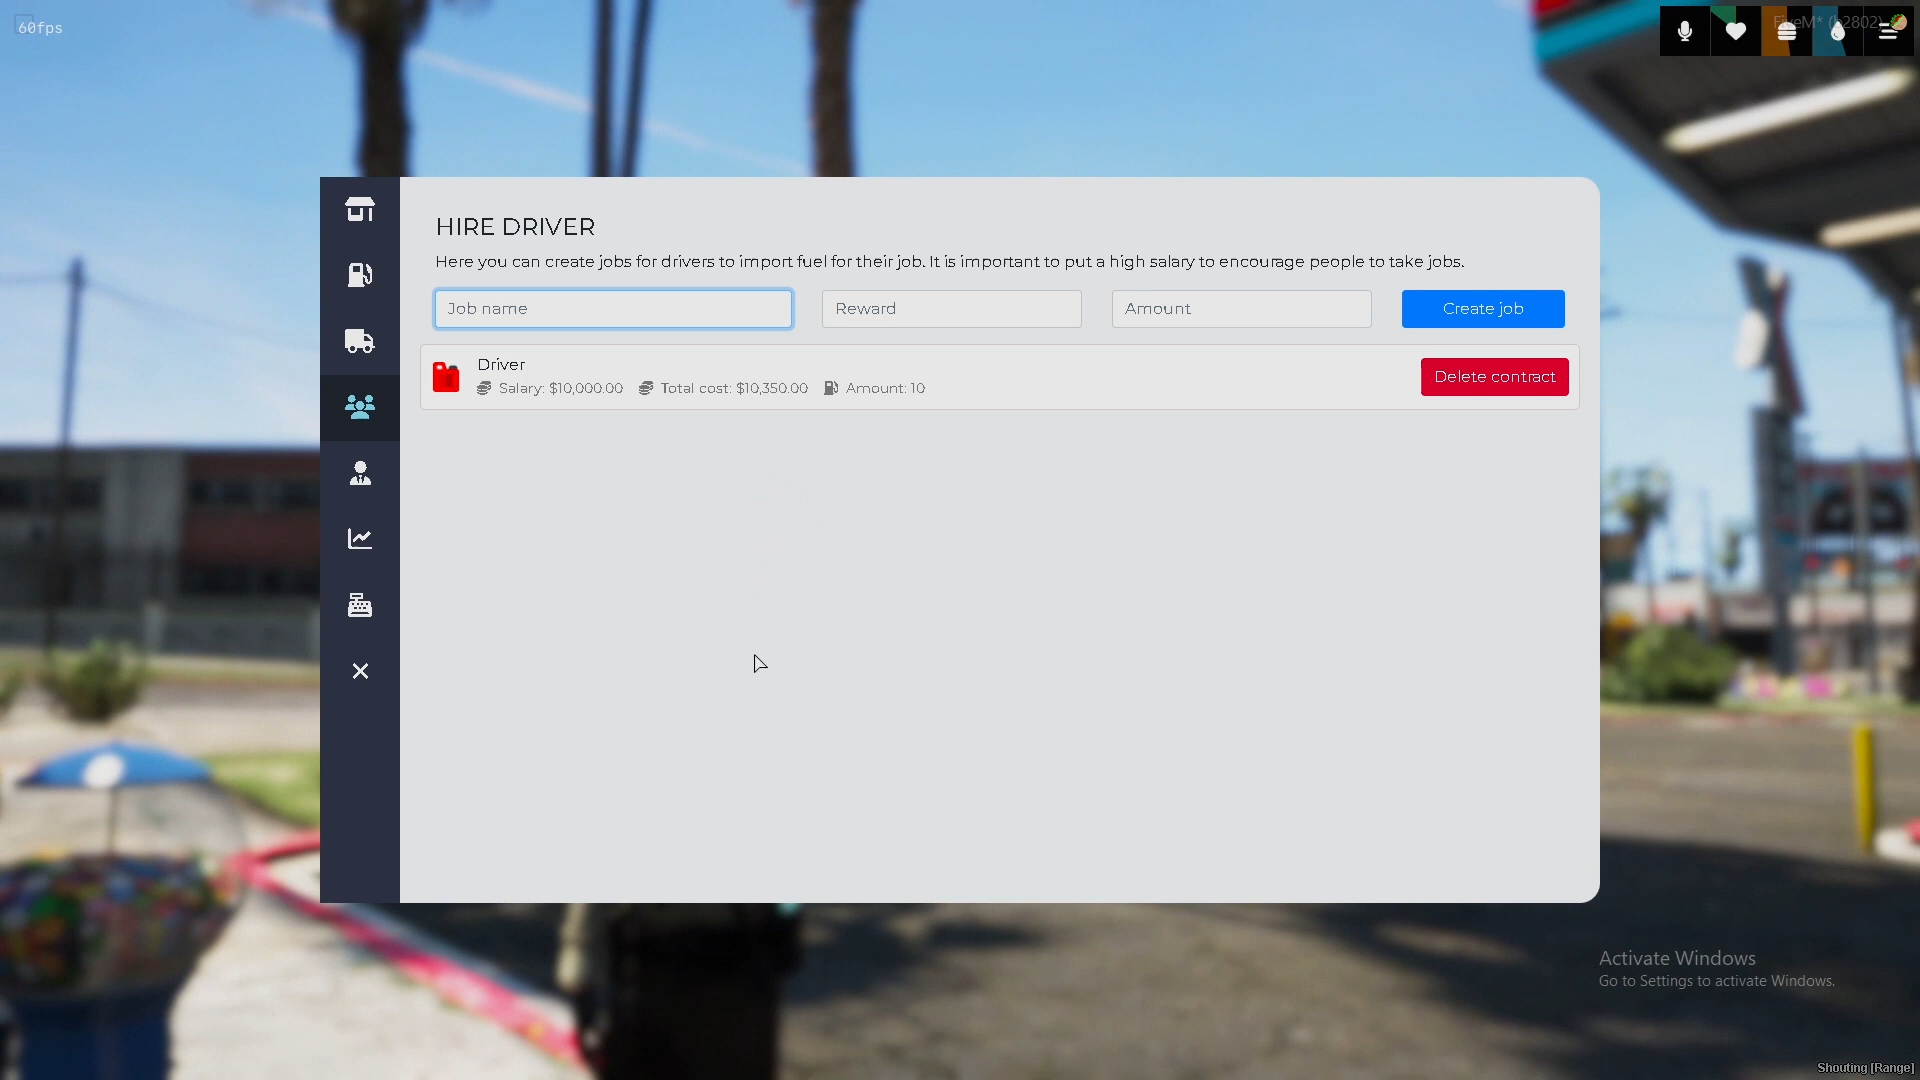 60fps
FiveM* (b2802)
HIRE DRIVER
Here you can create jobs for drivers to import fuel for their job. It is important to put a high salary to encourage people to take jobs.
Job name Reward Amount Create job
Driver
Salary: $10,000.00 Total cost: $10,350.00 Amount: 10
Delete contract
Activate Windows
Go to Settings to activate Windows.
Shouting [Range]